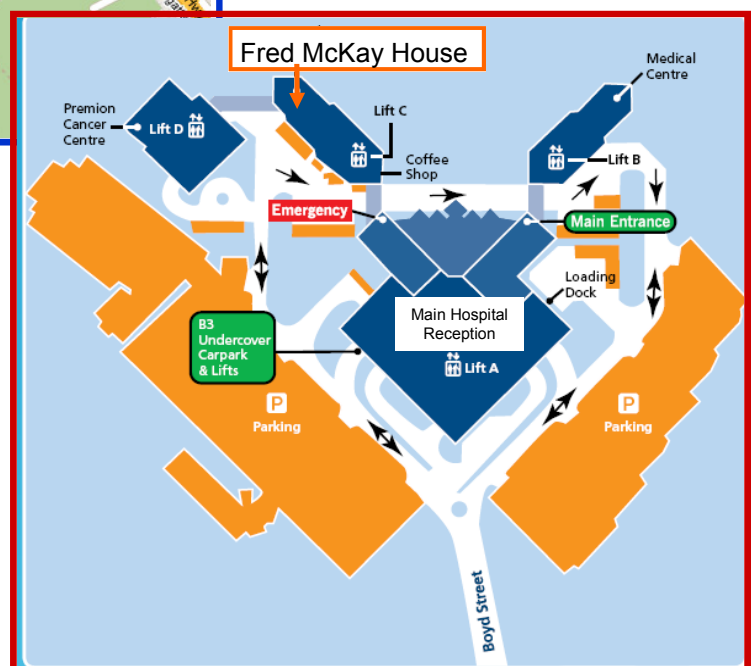 Fred McKay House
Medical
Centre
Premion
Cancer
Centre
Lift D
Lift C
Coffee
Shop
Lift B
Emergency
Main Entrance
Loading
Dock
Main Hospital
Reception
B3
Undercover
Carpark
& Lifts
Lift A
P
Parking
P
Parking
Boyd Street